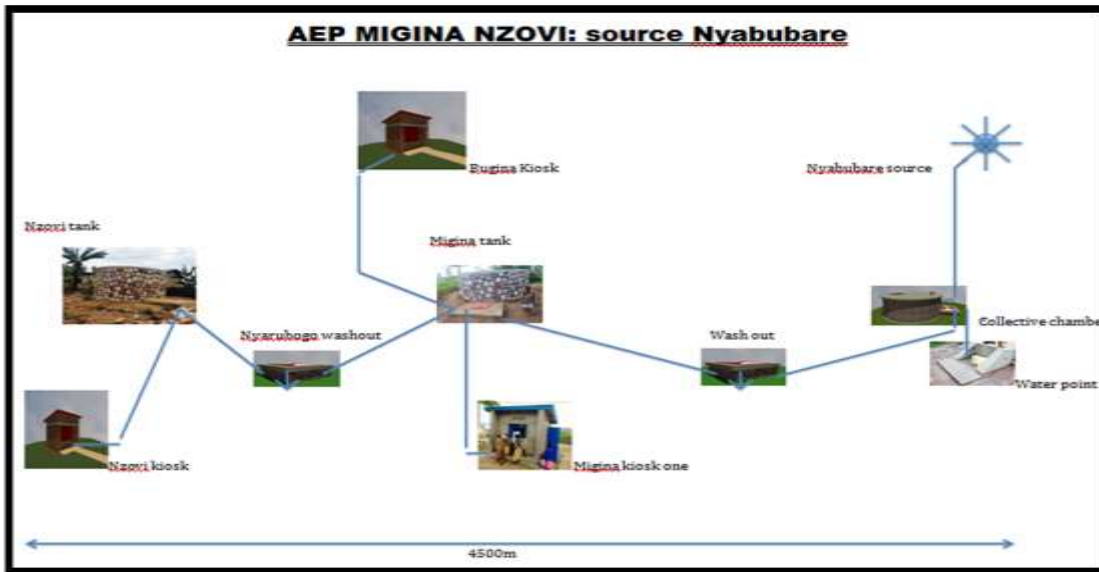 AEP MIGINA NZOVI: source Nyabubare
Bugina Kiosk
Nyabubare source
Nzovi tank
Migina tank
Nyarubogo washout
Wash out
Collective chambe
Water point
Nzovi kiosk
Migina kiosk one
4500m